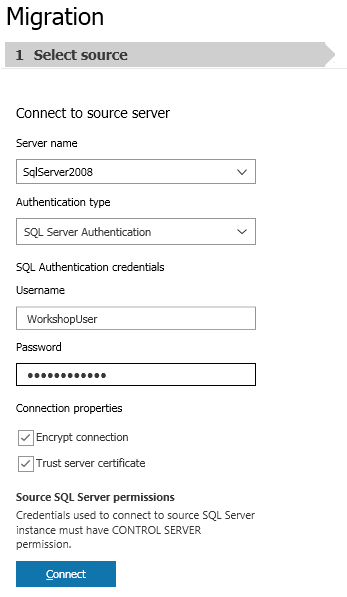 Migration
1 Select source
Connect to source server
Server name
SqlServer2008
Authentication type
SQL Server Authentication
SQL Authentication credentials
Username
WorkshopUser
Password
●●●●●●●●●●●●
Connection properties
Encrypt connection
Trust server certificate
Source SQL Server permissions
Credentials used to connect to source SQL Server
instance must have CONTROL SERVER
permission.
Connect